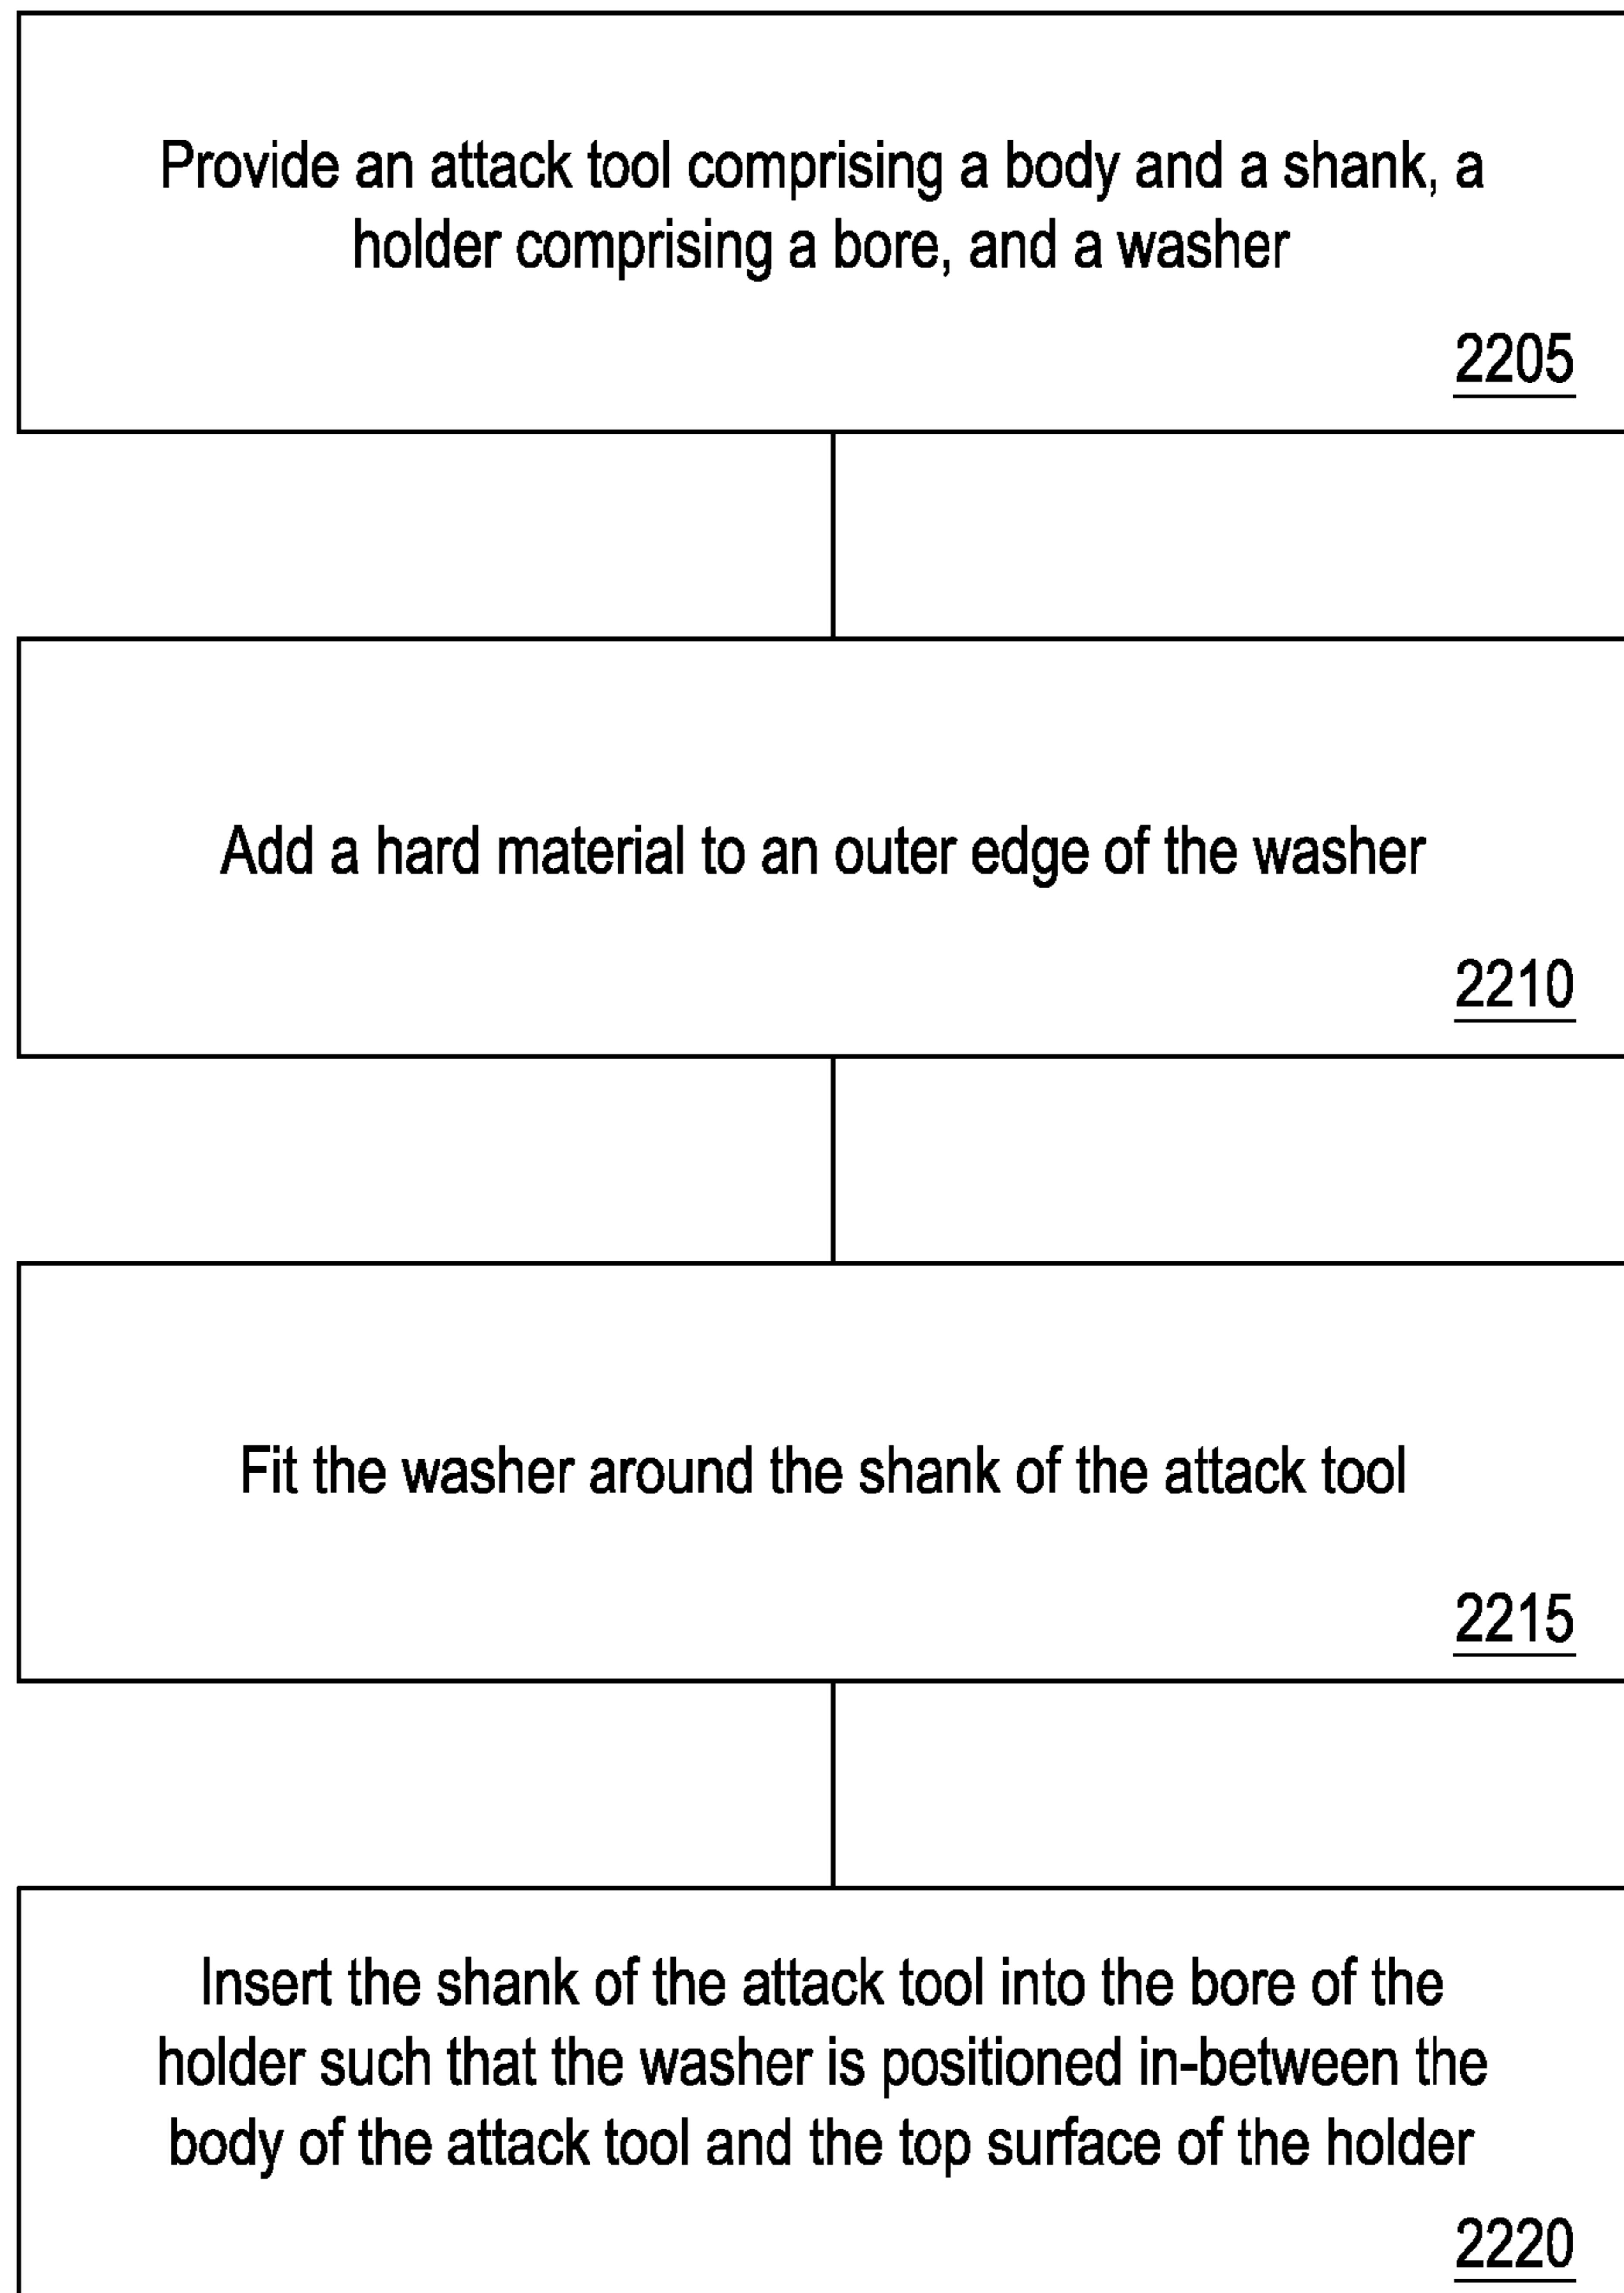 Provide an attack tool comprising a body and a shank, a
holder comprising a bore, and a washer
2205
Add a hard material to an outer edge of the washer
2210
Fit the washer around the shank of the attack tool
2215
Insert the shank of the attack tool into the bore of the
holder such that the washer is positioned in-between the
body of the attack tool and the top surface of the holder
2220